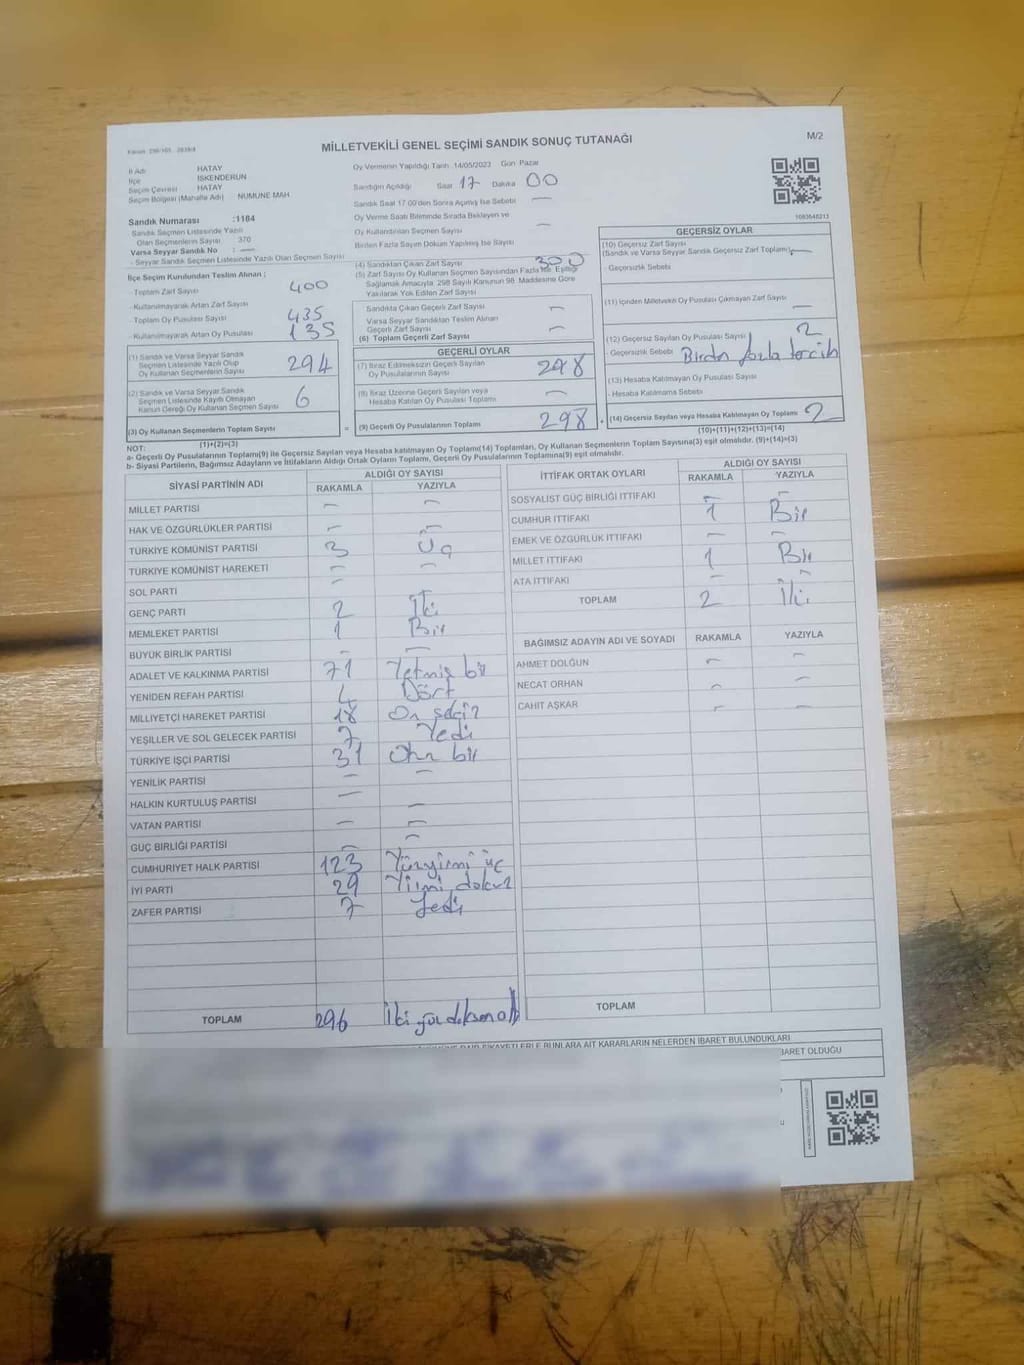 MİLLETVEKİLİ GENEL SEÇİMİ SANDIK SONUÇ TUTANAĞI
M/2
İl Adı HATAY
İlçe İSKENDERUN
Seçim Çevresi HATAY
Seçim Bölgesi (Mahalle Adı) NUMUNE MAH
Sandık Numarası :1184
Sandık Seçmen Listesinde Yazılı
Olan Seçmenlerin Sayısı 370
Varsa Seyyar Sandık No : —
- Seyyar Sandık Seçmen Listesinde Yazılı Olan Seçmen Sayısı
İlçe Seçim Kurulundan Teslim Alınan :
- Toplam Zarf Sayısı 400
- Kullanılmayarak Artan Zarf Sayısı
- Toplam Oy Pusulası Sayısı 435
- Kullanılmayarak Artan Oy Pusulası 135
(1) Sandık ve Varsa Seyyar Sandık
Seçmen Listesinde Yazılı Olup
Oy Kullanan Seçmenlerin Sayısı 294
(2) Sandık ve Varsa Seyyar Sandık
Seçmen Listesinde Kayıtlı Olmayan
Kanun Gereği Oy Kullanan Seçmen Sayısı 6
(3) Oy Kullanan Seçmenlerin Toplam Sayısı =
(1)+(2)=(3)
Oy Vermenin Yapıldığı Tarih 14/05/2023 Gün Pazar
Sandığın Açıldığı Saat 17 Dakika 00
Sandık Saat 17.00'den Sonra Açılmış İse Sebebi —
Oy Verme Saati Bitiminde Sırada Bekleyen ve
Oy Kullandırılan Seçmen Sayısı —
Birden Fazla Sayım Döküm Yapılmış İse Sayısı
(4) Sandıktan Çıkan Zarf Sayısı 300
(5) Zarf Sayısı Oy Kullanan Seçmen Sayısından Fazla İse, Eşitliği
Sağlamak Amacıyla, 298 Sayılı Kanunun 98. Maddesine Göre
Yakılarak Yok Edilen Zarf Sayısı
Sandıkta Çıkan Geçerli Zarf Sayısı —
Varsa Seyyar Sandıktan Teslim Alınan
Geçerli Zarf Sayısı —
(6) Toplam Geçerli Zarf Sayısı
GEÇERLİ OYLAR
(7) İtiraz Edilmeksizin Geçerli Sayılan
Oy Pusulalarının Sayısı 298
(8) İtiraz Üzerine Geçerli Sayılan veya
Hesaba Katılan Oy Pusulası Toplamı —
(9) Geçerli Oy Pusulalarının Toplamı 298 +
1083648213
GEÇERSİZ OYLAR
(10) Geçersiz Zarf Sayısı
(Sandık ve Varsa Seyyar Sandık Geçersiz Zarf Toplamı) —
- Geçersizlik Sebebi
(11) İçinden Milletvekili Oy Pusulası Çıkmayan Zarf Sayısı —
(12) Geçersiz Sayılan Oy Pusulası Sayısı 2
- Geçersizlik Sebebi Birden fazla tercih
(13) Hesaba Katılmayan Oy Pusulası Sayısı
- Hesaba Katılmama Sebebi
(14) Geçersiz Sayılan veya Hesaba Katılmayan Oy Toplamı 2
(10)+(11)+(12)+(13)=(14)
NOT:
a- Geçerli Oy Pusulasının Toplamı(9) ile Geçersiz Sayılan veya Hesaba katılmayan Oy Toplamı(14) Toplamları, Oy Kullanan Seçmenlerin Toplam Sayısına(3) eşit olmalıdır. (9)+(14)=(3)
b- Siyasi Partilerin, Bağımsız Adayların ve İttifakların Aldığı Ortak Oyların Toplamı, Geçerli Oy Pusulalarının Toplamına(9) eşit olmalıdır.
SİYASİ PARTİNİN ADI ALDIĞI OY SAYISI
RAKAMLA YAZIYLA
MİLLET PARTİSİ — —
HAK VE ÖZGÜRLÜKLER PARTİSİ — —
TÜRKİYE KOMÜNİST PARTİSİ 3 Üç
TÜRKİYE KOMÜNİST HAREKETİ — —
SOL PARTİ —
GENÇ PARTİ 2 İki
MEMLEKET PARTİSİ 1 Bir
BÜYÜK BİRLİK PARTİSİ — —
ADALET VE KALKINMA PARTİSİ 71 Yetmiş bir
YENİDEN REFAH PARTİSİ 4 Dört
MİLLİYETÇİ HAREKET PARTİSİ 18 On sekiz
YEŞİLLER VE SOL GELECEK PARTİSİ 7 Yedi
TÜRKİYE İŞÇİ PARTİSİ 31 Otuz bir
YENİLİK PARTİSİ — —
HALKIN KURTULUŞ PARTİSİ — —
VATAN PARTİSİ — —
GÜÇ BİRLİĞİ PARTİSİ — —
CUMHURİYET HALK PARTİSİ 123 Yüzyirmi üç
İYİ PARTİ 29 Yirmi dokuz
ZAFER PARTİSİ 7 Yedi
TOPLAM 296 İki yüz doksan altı
İTTİFAK ORTAK OYLARI ALDIĞI OY SAYISI
RAKAMLA YAZIYLA
SOSYALİST GÜÇ BİRLİĞİ İTTİFAKI — —
CUMHUR İTTİFAKI 1 Bir
EMEK VE ÖZGÜRLÜK İTTİFAKI — —
MİLLET İTTİFAKI 1 Bir
ATA İTTİFAKI — —
TOPLAM 2 İki
BAĞIMSIZ ADAYIN ADI VE SOYADI RAKAMLA YAZIYLA
AHMET DOLĞUN — —
NECAT ORHAN — —
CAHİT AŞKAR — —
TOPLAM
ŞİKAYETLERLE BUNLARA AİT KARARLARIN NELERDEN İBARET BULUNDUKLARI
İBARET OLDUĞU